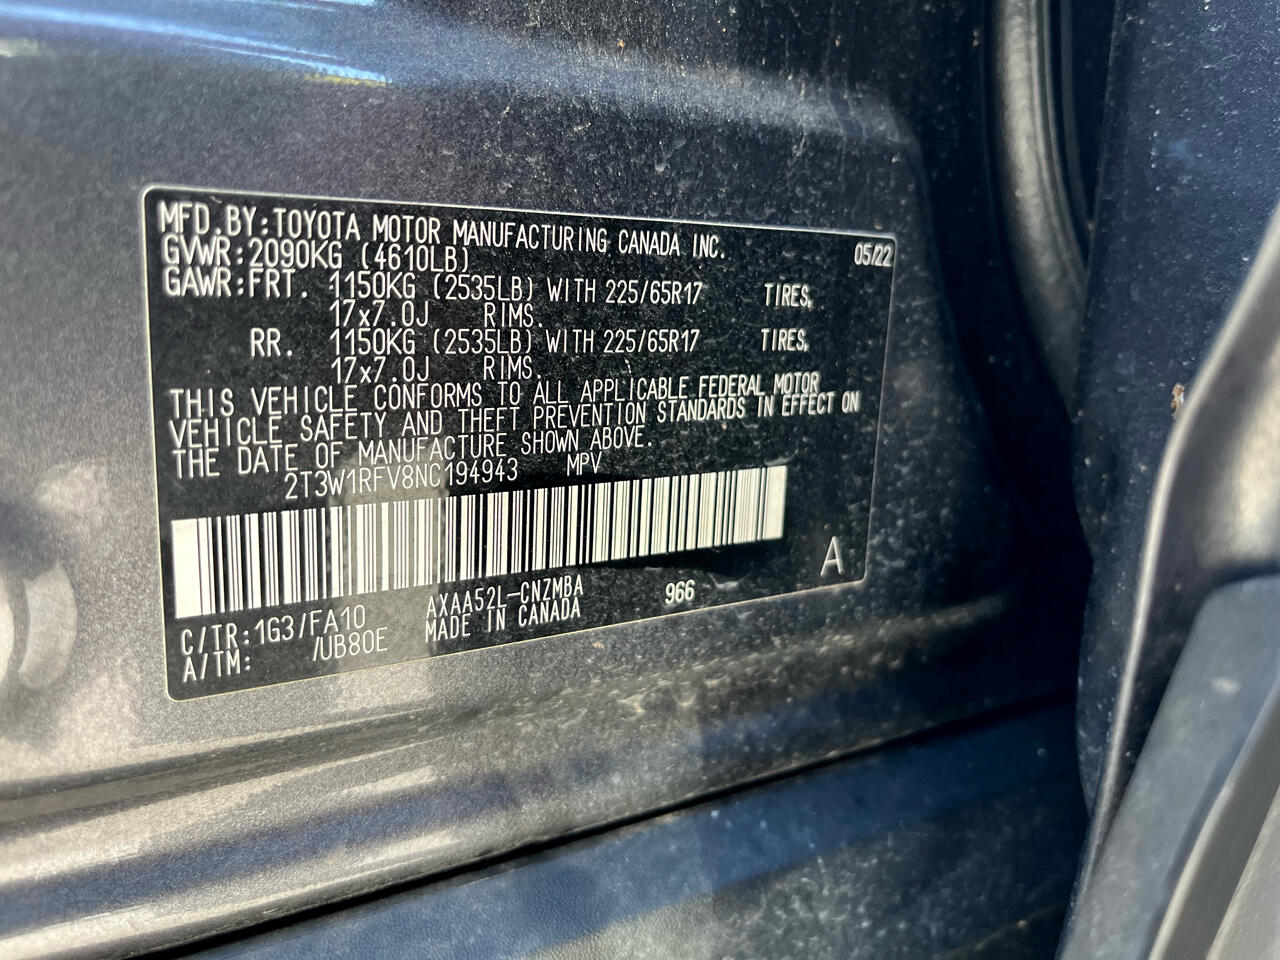 MFD.BY:TOYOTA MOTOR MANUFACTURING CANADA INC. 05/22
GVWR:2090KG (4610LB)
GAWR:FRT. 1150KG (2535LB) WITH 225/65R17 TIRES,
17x7.0J RIMS.
RR. 1150KG (2535LB) WITH 225/65R17 TIRES,
17x7.0J RIMS.
THIS VEHICLE CONFORMS TO ALL APPLICABLE FEDERAL MOTOR
VEHICLE SAFETY AND THEFT PREVENTION STANDARDS IN EFFECT ON
THE DATE OF MANUFACTURE SHOWN ABOVE.
2T3W1RFV8NC194943 MPV
A
C/TR:1G3/FA10 AXAA52L-CNZMBA 966
A/TM: /UB80E MADE IN CANADA